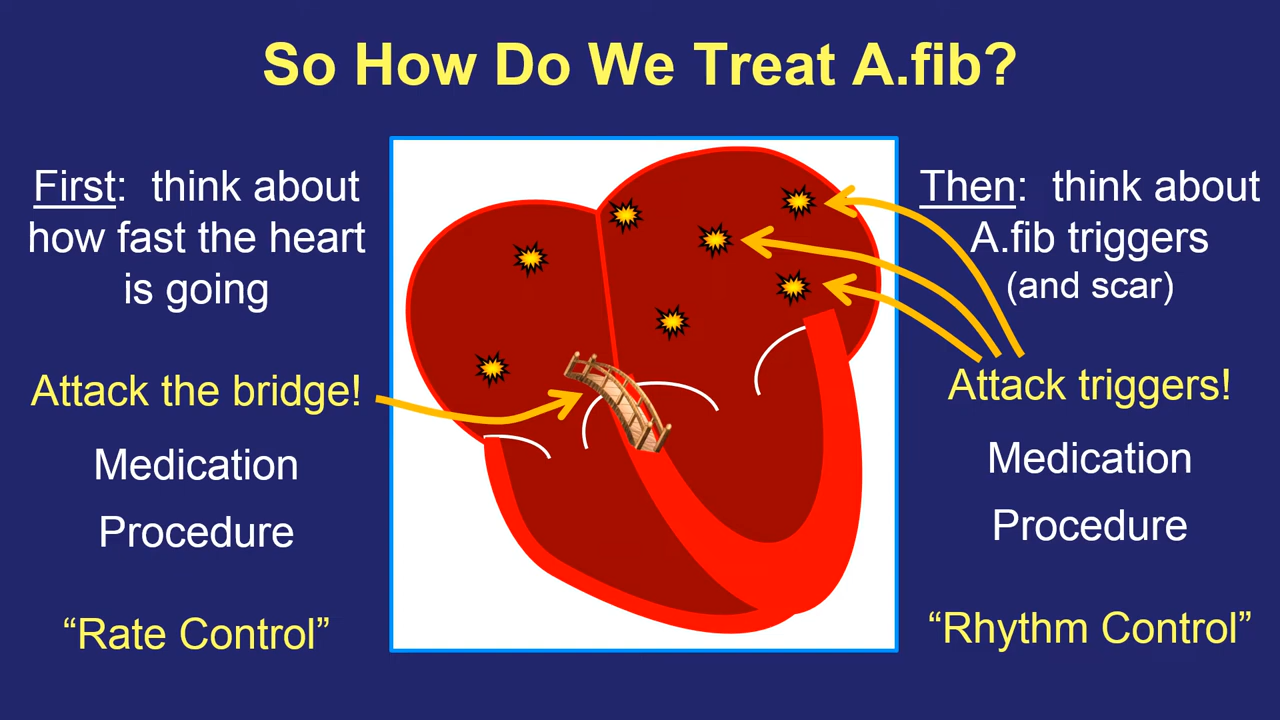 So How Do We Treat A.fib?
First:  think about
how fast the heart
is going
Attack the bridge!
Medication
Procedure
“Rate Control”
Then:  think about
A.fib triggers
(and scar)
Attack triggers!
Medication
Procedure
“Rhythm Control”